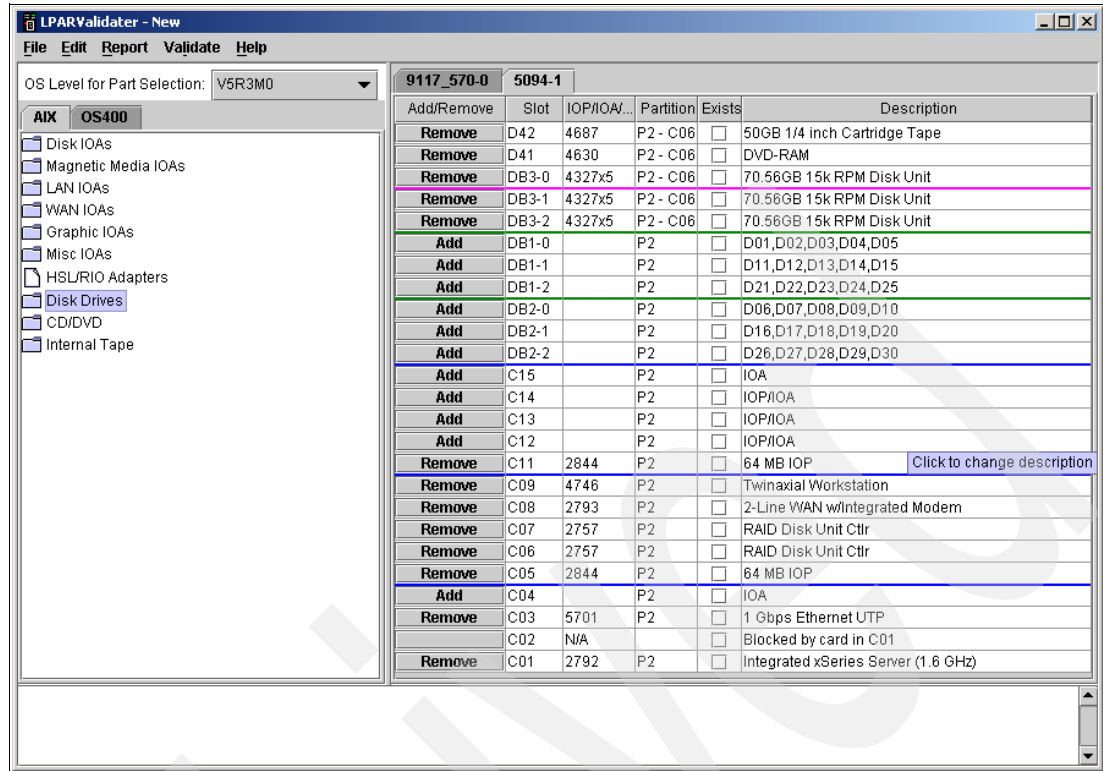 LPARValidater - New
File Edit Report Validate Help
OS Level for Part Selection: V5R3M0
AIX OS400
Disk IOAs
Magnetic Media IOAs
LAN IOAs
WAN IOAs
Graphic IOAs
Misc IOAs
HSL/RIO Adapters
Disk Drives
CD/DVD
Internal Tape
9117_570-0 5094-1
Add/Remove Slot IOP/IOA/... Partition Exists Description
Remove D42 4687 P2 - C06 50GB 1/4 inch Cartridge Tape
Remove D41 4630 P2 - C06 DVD-RAM
Remove DB3-0 4327x5 P2 - C06 70.56GB 15k RPM Disk Unit
Remove DB3-1 4327x5 P2 - C06 70.56GB 15k RPM Disk Unit
Remove DB3-2 4327x5 P2 - C06 70.56GB 15k RPM Disk Unit
Add DB1-0 P2 D01,D02,D03,D04,D05
Add DB1-1 P2 D11,D12,D13,D14,D15
Add DB1-2 P2 D21,D22,D23,D24,D25
Add DB2-0 P2 D06,D07,D08,D09,D10
Add DB2-1 P2 D16,D17,D18,D19,D20
Add DB2-2 P2 D26,D27,D28,D29,D30
Add C15 P2 IOA
Add C14 P2 IOP/IOA
Add C13 P2 IOP/IOA
Add C12 P2 IOP/IOA
Remove C11 2844 P2 64 MB IOP Click to change description
Remove C09 4746 P2 Twinaxial Workstation
Remove C08 2793 P2 2-Line WAN w/Integrated Modem
Remove C07 2757 P2 RAID Disk Unit Ctlr
Remove C06 2757 P2 RAID Disk Unit Ctlr
Remove C05 2844 P2 64 MB IOP
Add C04 P2 IOA
Remove C03 5701 P2 1 Gbps Ethernet UTP
C02 N/A Blocked by card in C01
Remove C01 2792 P2 Integrated xSeries Server (1.6 GHz)